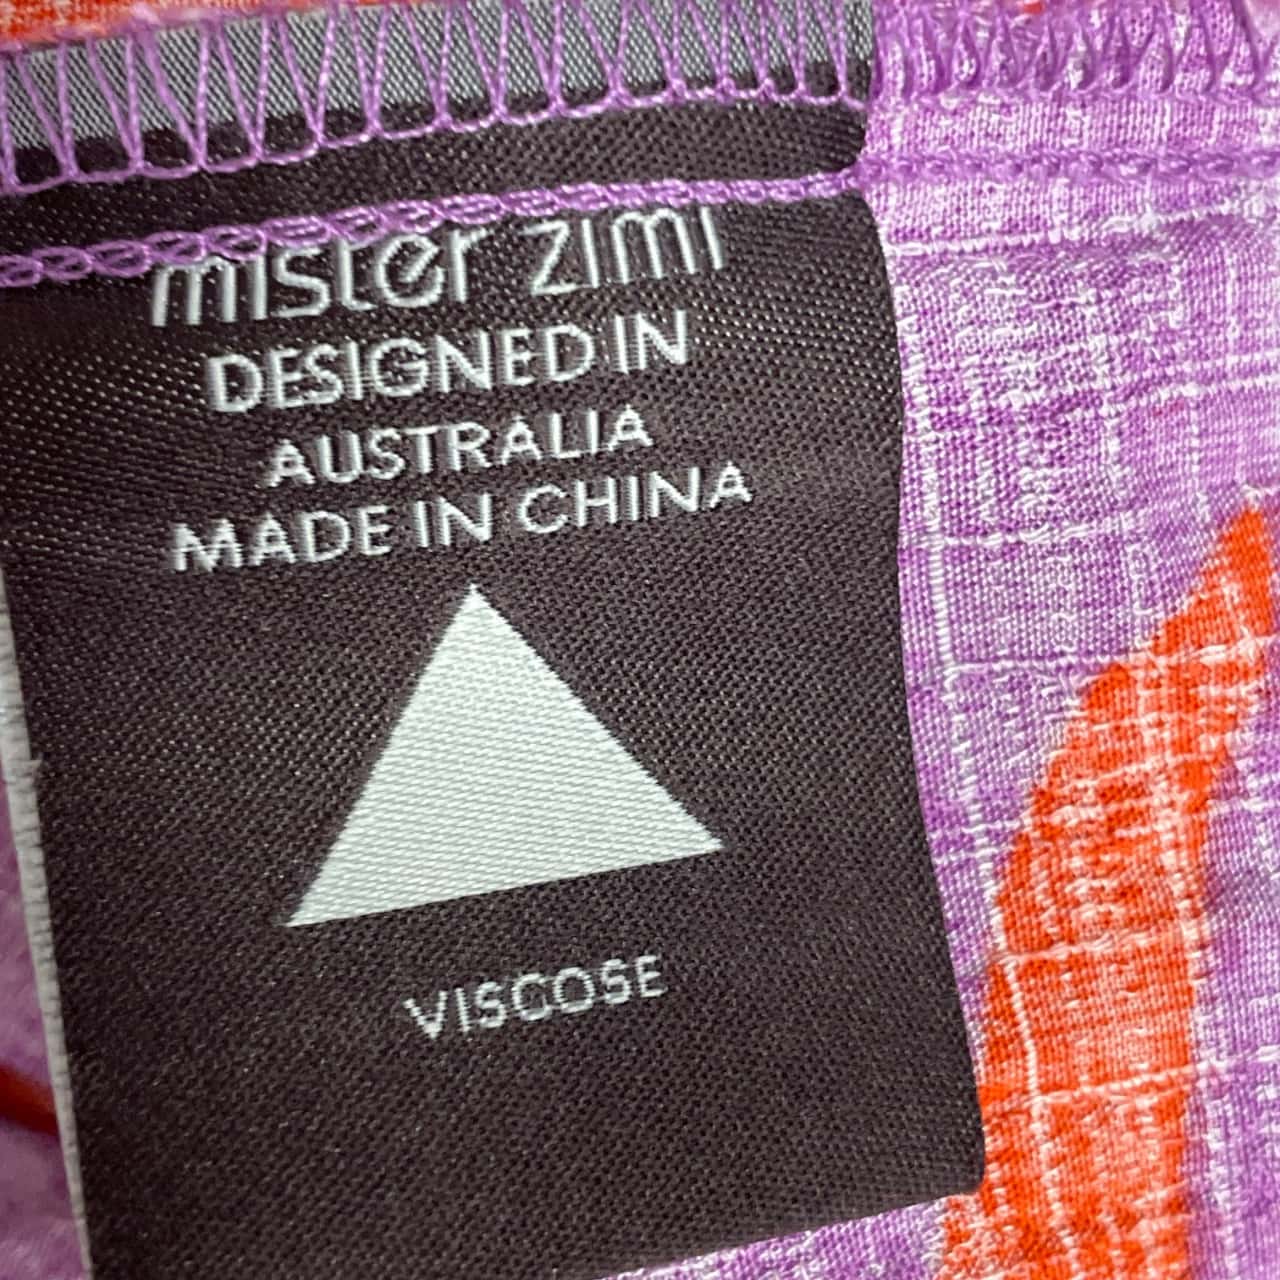 mister zimi
DESIGNED IN
AUSTRALIA
MADE IN CHINA
VISCOSE